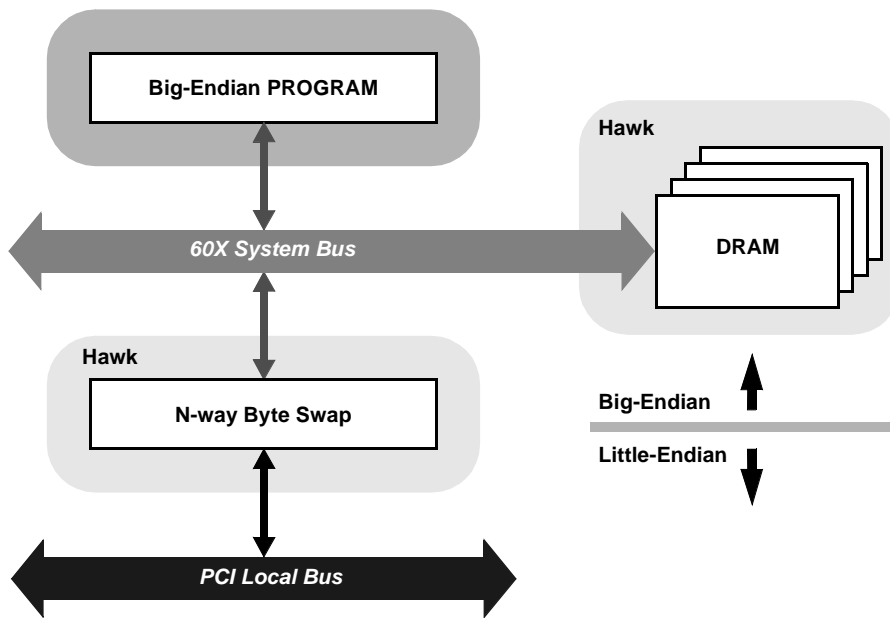 Big-Endian PROGRAM
Hawk
DRAM
60X System Bus
Hawk
N-way Byte Swap
Big-Endian
Little-Endian
PCI Local Bus